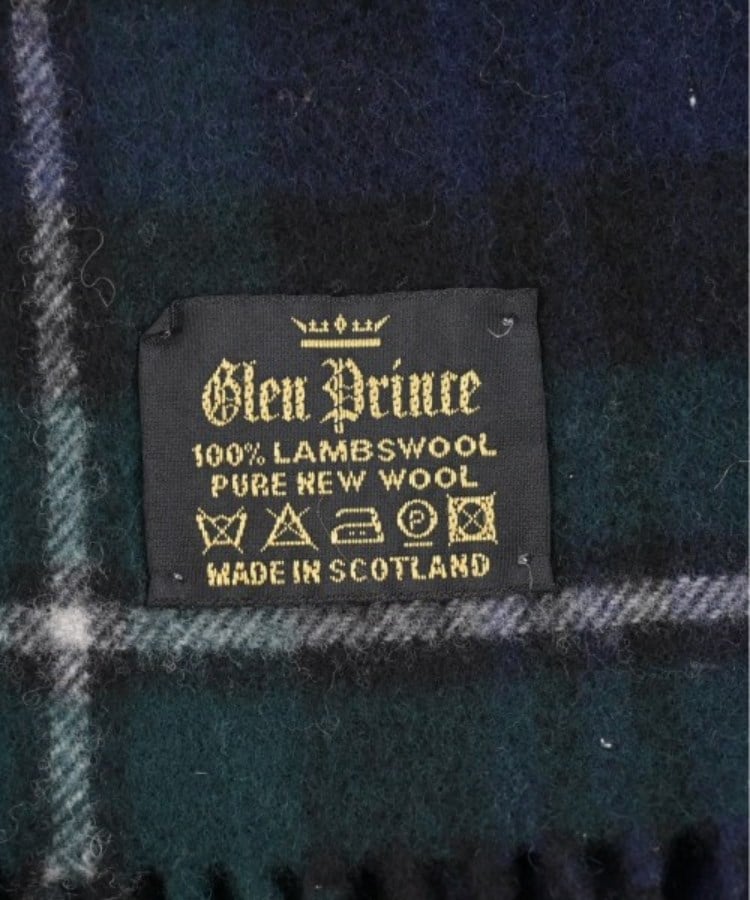 Glen Prince
100% LAMBSWOOL
PURE NEW WOOL
P
MADE IN SCOTLAND